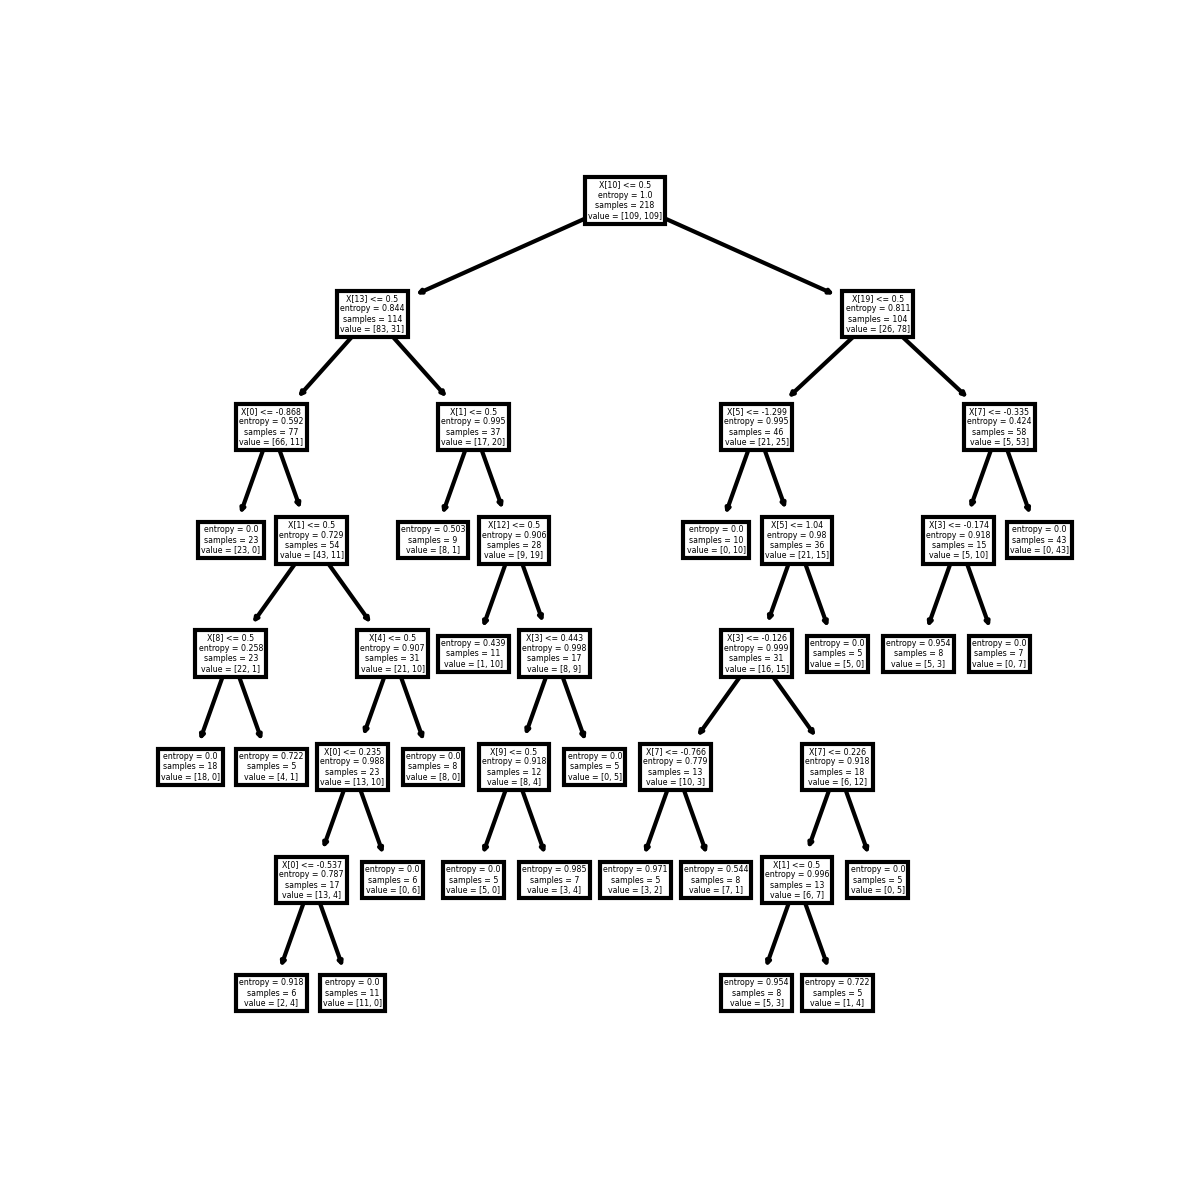 X[10] <= 0.5
entropy = 1.0
samples = 218
value = [109, 109]
X[13] <= 0.5
entropy = 0.844
samples = 114
value = [83, 31]
X[19] <= 0.5
entropy = 0.811
samples = 104
value = [26, 78]
X[0] <= -0.868
entropy = 0.592
samples = 77
value = [66, 11]
X[1] <= 0.5
entropy = 0.995
samples = 37
value = [17, 20]
X[5] <= -1.299
entropy = 0.995
samples = 46
value = [21, 25]
X[7] <= -0.335
entropy = 0.424
samples = 58
value = [5, 53]
entropy = 0.0
samples = 23
value = [23, 0]
X[1] <= 0.5
entropy = 0.729
samples = 54
value = [43, 11]
entropy = 0.503
samples = 9
value = [8, 1]
X[12] <= 0.5
entropy = 0.906
samples = 28
value = [9, 19]
entropy = 0.0
samples = 10
value = [0, 10]
X[5] <= 1.04
entropy = 0.98
samples = 36
value = [21, 15]
X[3] <= -0.174
entropy = 0.918
samples = 15
value = [5, 10]
entropy = 0.0
samples = 43
value = [0, 43]
X[8] <= 0.5
entropy = 0.258
samples = 23
value = [22, 1]
X[4] <= 0.5
entropy = 0.907
samples = 31
value = [21, 10]
entropy = 0.439
samples = 11
value = [1, 10]
X[3] <= 0.443
entropy = 0.998
samples = 17
value = [8, 9]
X[3] <= -0.126
entropy = 0.999
samples = 31
value = [16, 15]
entropy = 0.0
samples = 5
value = [5, 0]
entropy = 0.954
samples = 8
value = [5, 3]
entropy = 0.0
samples = 7
value = [0, 7]
entropy = 0.0
samples = 18
value = [18, 0]
entropy = 0.722
samples = 5
value = [4, 1]
X[0] <= 0.235
entropy = 0.988
samples = 23
value = [13, 10]
entropy = 0.0
samples = 8
value = [8, 0]
X[9] <= 0.5
entropy = 0.918
samples = 12
value = [8, 4]
entropy = 0.0
samples = 5
value = [0, 5]
X[7] <= -0.766
entropy = 0.779
samples = 13
value = [10, 3]
X[7] <= 0.226
entropy = 0.918
samples = 18
value = [6, 12]
X[0] <= -0.537
entropy = 0.787
samples = 17
value = [13, 4]
entropy = 0.0
samples = 6
value = [0, 6]
entropy = 0.0
samples = 5
value = [5, 0]
entropy = 0.985
samples = 7
value = [3, 4]
entropy = 0.971
samples = 5
value = [3, 2]
entropy = 0.544
samples = 8
value = [7, 1]
X[1] <= 0.5
entropy = 0.996
samples = 13
value = [6, 7]
entropy = 0.0
samples = 5
value = [0, 5]
entropy = 0.918
samples = 6
value = [2, 4]
entropy = 0.0
samples = 11
value = [11, 0]
entropy = 0.954
samples = 8
value = [5, 3]
entropy = 0.722
samples = 5
value = [1, 4]